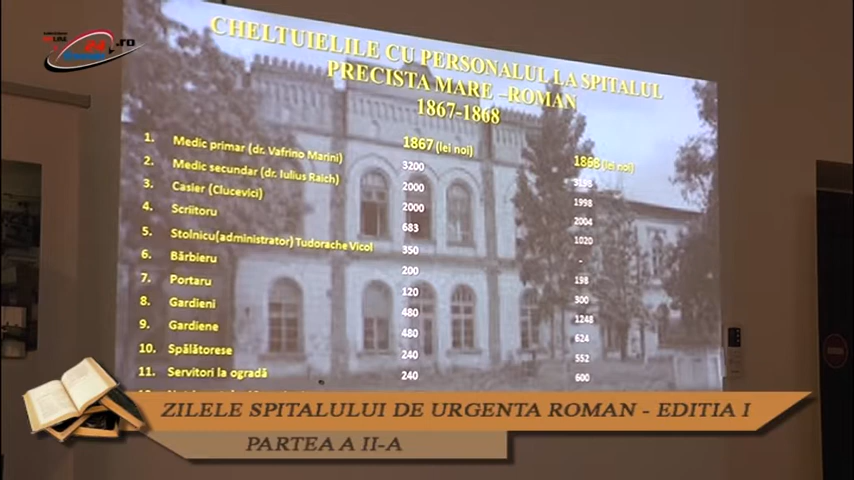 24.ro
CHELTUIELILE CU PERSONALUL LA SPITALUL
PRECISTA MARE –ROMAN
1867-1868
1867 (lei noi) 1868 (lei noi)
1. Medic primar (dr. Vafrino Marini) 3200 3195
2. Medic secundar (dr. Iulius Raich) 2000 1998
3. Casier (Clucevici) 2000 2004
4. Scriitoru 683 1020
5. Stolnicu(administrator) Tudorache Vicol 350 -
6. Bărbieru 200 198
7. Portaru 120 300
8. Gardieni 480 1248
9. Gardiene 480 624
10. Spălătorese 240 552
11. Servitori la ogradă 240 600
ZILELE SPITALULUI DE URGENTA ROMAN - EDITIA I
PARTEA A II-A